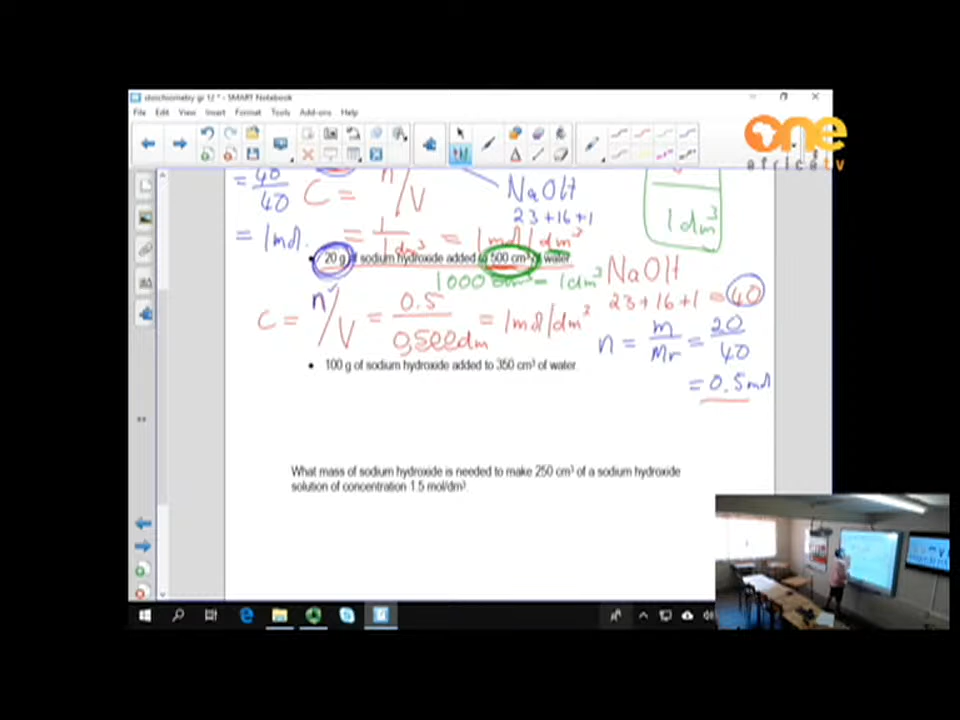 stoichiometry gr 12 * - SMART Notebook
File Edit View Insert Format Tools Add-ons Help
one
africa tv
= 40/40
C = n/V
NaOH
23+16+1
1dm³
= 1mol.
= 1/1dm³ = 1mol/dm³
• 20 g of sodium hydroxide added to 500 cm³ of water
1000 cm³ = 1dm³
NaOH
23+16+1 = 40
C = n/V = 0.5/0,500dm = 1mol/dm³
n = m/Mr = 20/40
= 0.5mol
• 100 g of sodium hydroxide added to 350 cm³ of water.
What mass of sodium hydroxide is needed to make 250 cm³ of a sodium hydroxide
solution of concentration 1.5 mol/dm³.